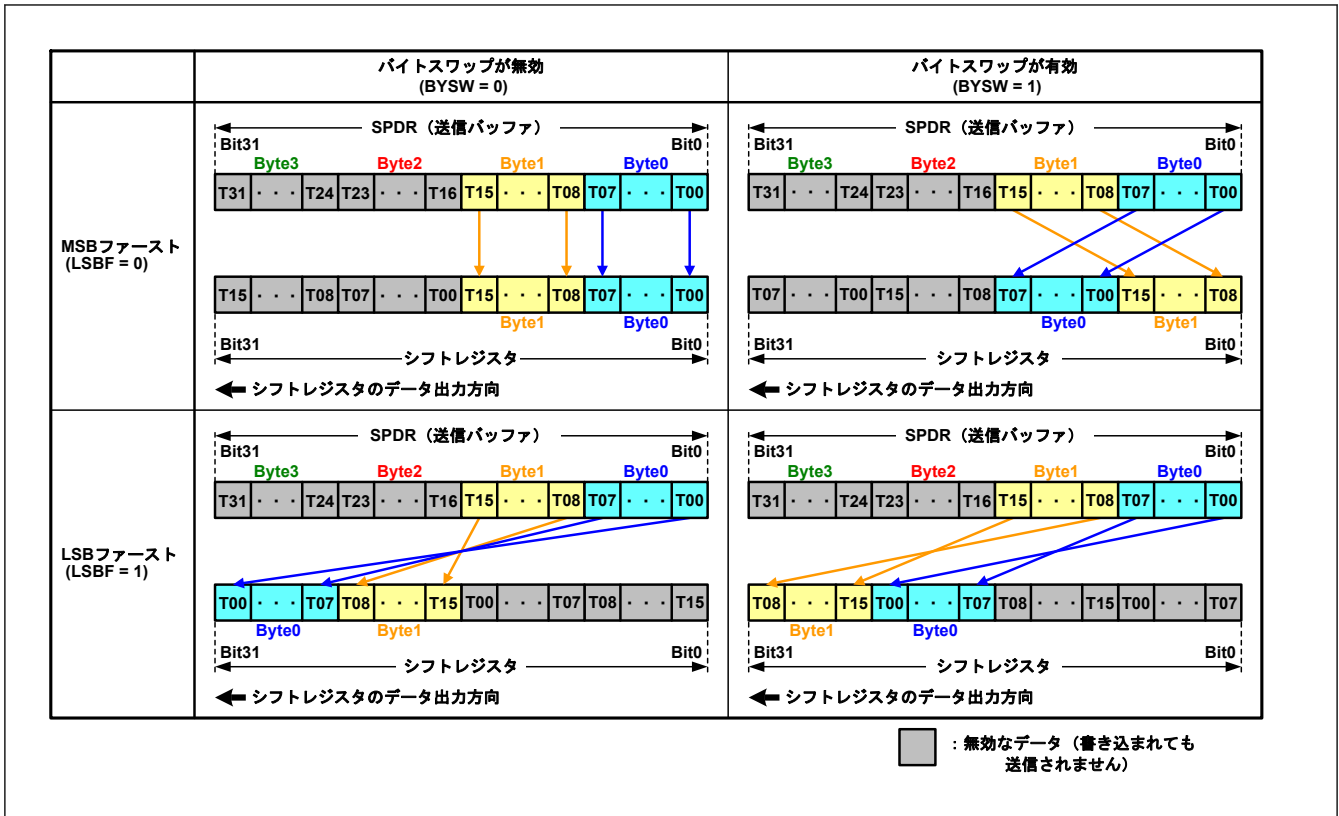 バイトスワップが無効
(BYSW = 0)
バイトスワップが有効
(BYSW = 1)
MSBファースト
(LSBF = 0)
SPDR（送信バッファ）
Bit31 Bit0
Byte3 Byte2 Byte1 Byte0
T31 ・・・ T24 T23 ・・・ T16 T15 ・・・ T08 T07 ・・・ T00
T15 ・・・ T08 T07 ・・・ T00 T15 ・・・ T08 T07 ・・・ T00
Byte1 Byte0
Bit31 Bit0
シフトレジスタ
シフトレジスタのデータ出力方向
SPDR（送信バッファ）
Bit31 Bit0
Byte3 Byte2 Byte1 Byte0
T31 ・・・ T24 T23 ・・・ T16 T15 ・・・ T08 T07 ・・・ T00
T07 ・・・ T00 T15 ・・・ T08 T07 ・・・ T00 T15 ・・・ T08
Byte0 Byte1
Bit31 Bit0
シフトレジスタ
シフトレジスタのデータ出力方向
LSBファースト
(LSBF = 1)
SPDR（送信バッファ）
Bit31 Bit0
Byte3 Byte2 Byte1 Byte0
T31 ・・・ T24 T23 ・・・ T16 T15 ・・・ T08 T07 ・・・ T00
T00 ・・・ T07 T08 ・・・ T15 T00 ・・・ T07 T08 ・・・ T15
Byte0 Byte1
Bit31 Bit0
シフトレジスタ
シフトレジスタのデータ出力方向
SPDR（送信バッファ）
Bit31 Bit0
Byte3 Byte2 Byte1 Byte0
T31 ・・・ T24 T23 ・・・ T16 T15 ・・・ T08 T07 ・・・ T00
T08 ・・・ T15 T00 ・・・ T07 T08 ・・・ T15 T00 ・・・ T07
Byte1 Byte0
Bit31 Bit0
シフトレジスタ
シフトレジスタのデータ出力方向
：無効なデータ（書き込まれても
送信されません）